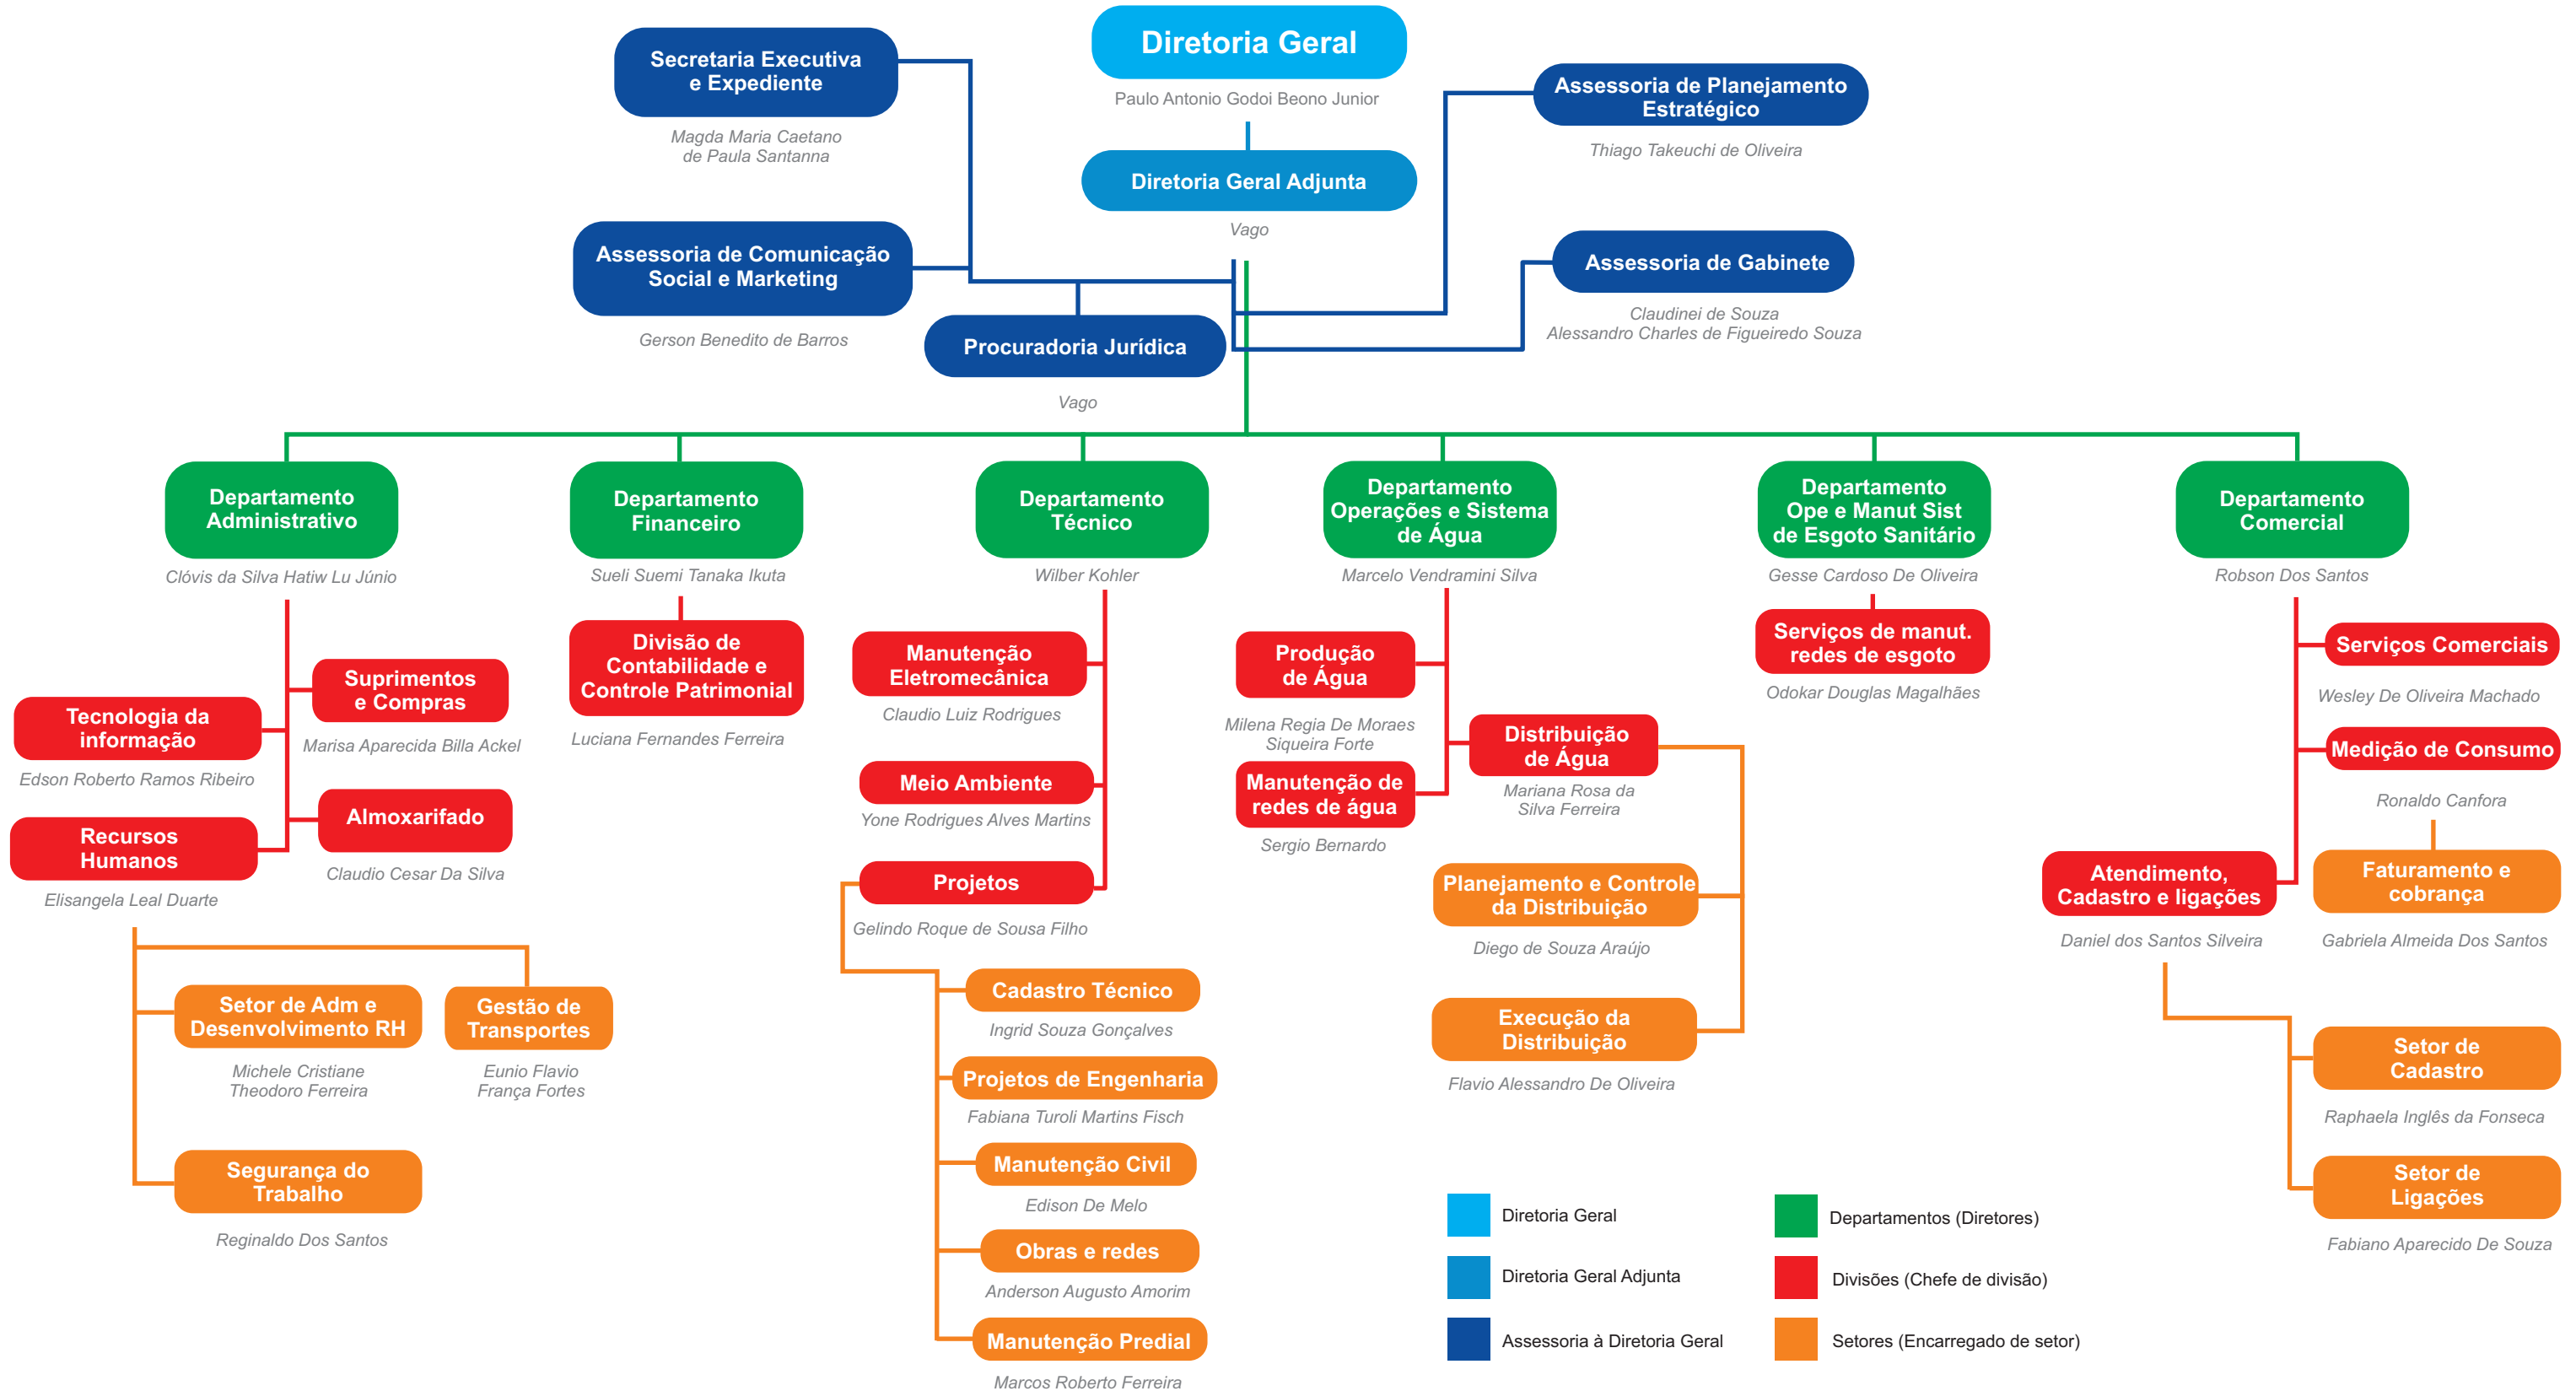 Diretoria Geral
Paulo Antonio Godoi Beono Junior
Secretaria Executiva
e Expediente
Magda Maria Caetano
de Paula Santanna
Assessoria de Planejamento
Estratégico
Thiago Takeuchi de Oliveira
Diretoria Geral Adjunta
Vago
Assessoria de Comunicação
Social e Marketing
Gerson Benedito de Barros
Assessoria de Gabinete
Claudinei de Souza
Alessandro Charles de Figueiredo Souza
Procuradoria Jurídica
Vago
Departamento
Administrativo
Clóvis da Silva Hatiw Lu Júnio
Departamento
Financeiro
Sueli Suemi Tanaka Ikuta
Departamento
Técnico
Wilber Kohler
Departamento
Operações e Sistema
de Água
Marcelo Vendramini Silva
Departamento
Ope e Manut Sist
de Esgoto Sanitário
Gesse Cardoso De Oliveira
Departamento
Comercial
Robson Dos Santos
Suprimentos
e Compras
Marisa Aparecida Billa Ackel
Tecnologia da
informação
Edson Roberto Ramos Ribeiro
Almoxarifado
Claudio Cesar Da Silva
Recursos
Humanos
Elisangela Leal Duarte
Setor de Adm e
Desenvolvimento RH
Michele Cristiane
Theodoro Ferreira
Gestão de
Transportes
Eunio Flavio
França Fortes
Segurança do
Trabalho
Reginaldo Dos Santos
Divisão de
Contabilidade e
Controle Patrimonial
Luciana Fernandes Ferreira
Manutenção
Eletromecânica
Claudio Luiz Rodrigues
Meio Ambiente
Yone Rodrigues Alves Martins
Projetos
Gelindo Roque de Sousa Filho
Cadastro Técnico
Ingrid Souza Gonçalves
Projetos de Engenharia
Fabiana Turoli Martins Fisch
Manutenção Civil
Edison De Melo
Obras e redes
Anderson Augusto Amorim
Manutenção Predial
Marcos Roberto Ferreira
Produção
de Água
Milena Regia De Moraes
Siqueira Forte
Distribuição
de Água
Mariana Rosa da
Silva Ferreira
Manutenção de
redes de água
Sergio Bernardo
Planejamento e Controle
da Distribuição
Diego de Souza Araújo
Execução da
Distribuição
Flavio Alessandro De Oliveira
Serviços de manut.
redes de esgoto
Odokar Douglas Magalhães
Serviços Comerciais
Wesley De Oliveira Machado
Medição de Consumo
Ronaldo Canfora
Faturamento e
cobrança
Gabriela Almeida Dos Santos
Atendimento,
Cadastro e ligações
Daniel dos Santos Silveira
Setor de
Cadastro
Raphaela Inglês da Fonseca
Setor de
Ligações
Fabiano Aparecido De Souza
Diretoria Geral
Diretoria Geral Adjunta
Assessoria à Diretoria Geral
Departamentos (Diretores)
Divisões (Chefe de divisão)
Setores (Encarregado de setor)